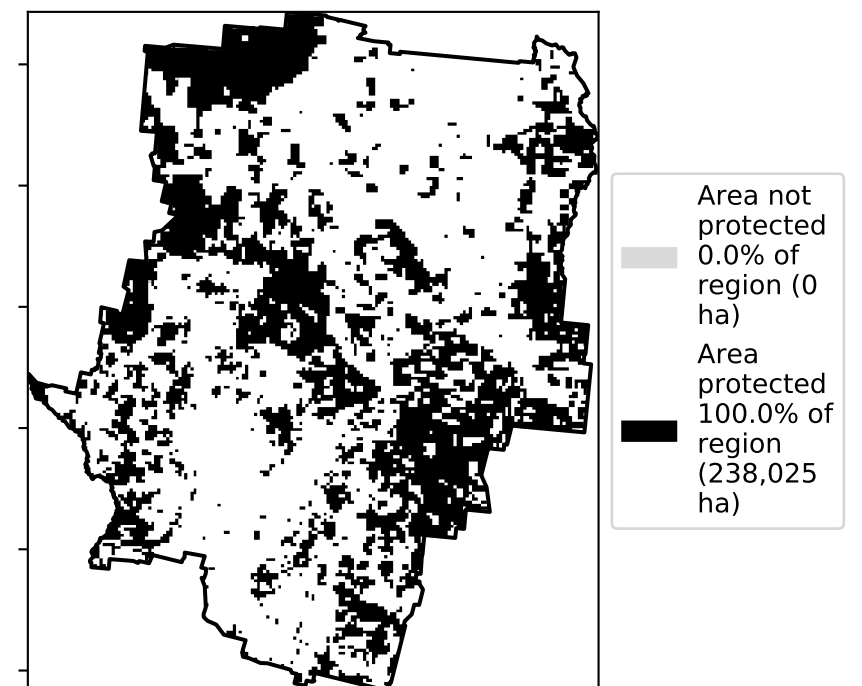 Area not
protected
0.0% of
region (0
ha)
Area
protected
100.0% of
region
(238,025
ha)